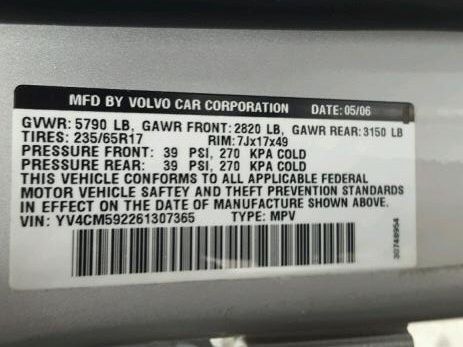 MFD BY VOLVO CAR CORPORATION DATE: 05/06
GVWR: 5790 LB, GAWR FRONT: 2820 LB, GAWR REAR: 3150 LB
TIRES: 235/65R17 RIM: 7Jx17x49
PRESSURE FRONT: 39 PSI, 270 KPA COLD
PRESSURE REAR: 39 PSI, 270 KPA COLD
THIS VEHICLE CONFORMS TO ALL APPLICABLE FEDERAL
MOTOR VEHICLE SAFTEY AND THEFT PREVENTION STANDARDS
IN EFFECT ON THE DATE OF MANUFACTURE SHOWN ABOVE
VIN: YV4CM592261307365 TYPE: MPV
30748954